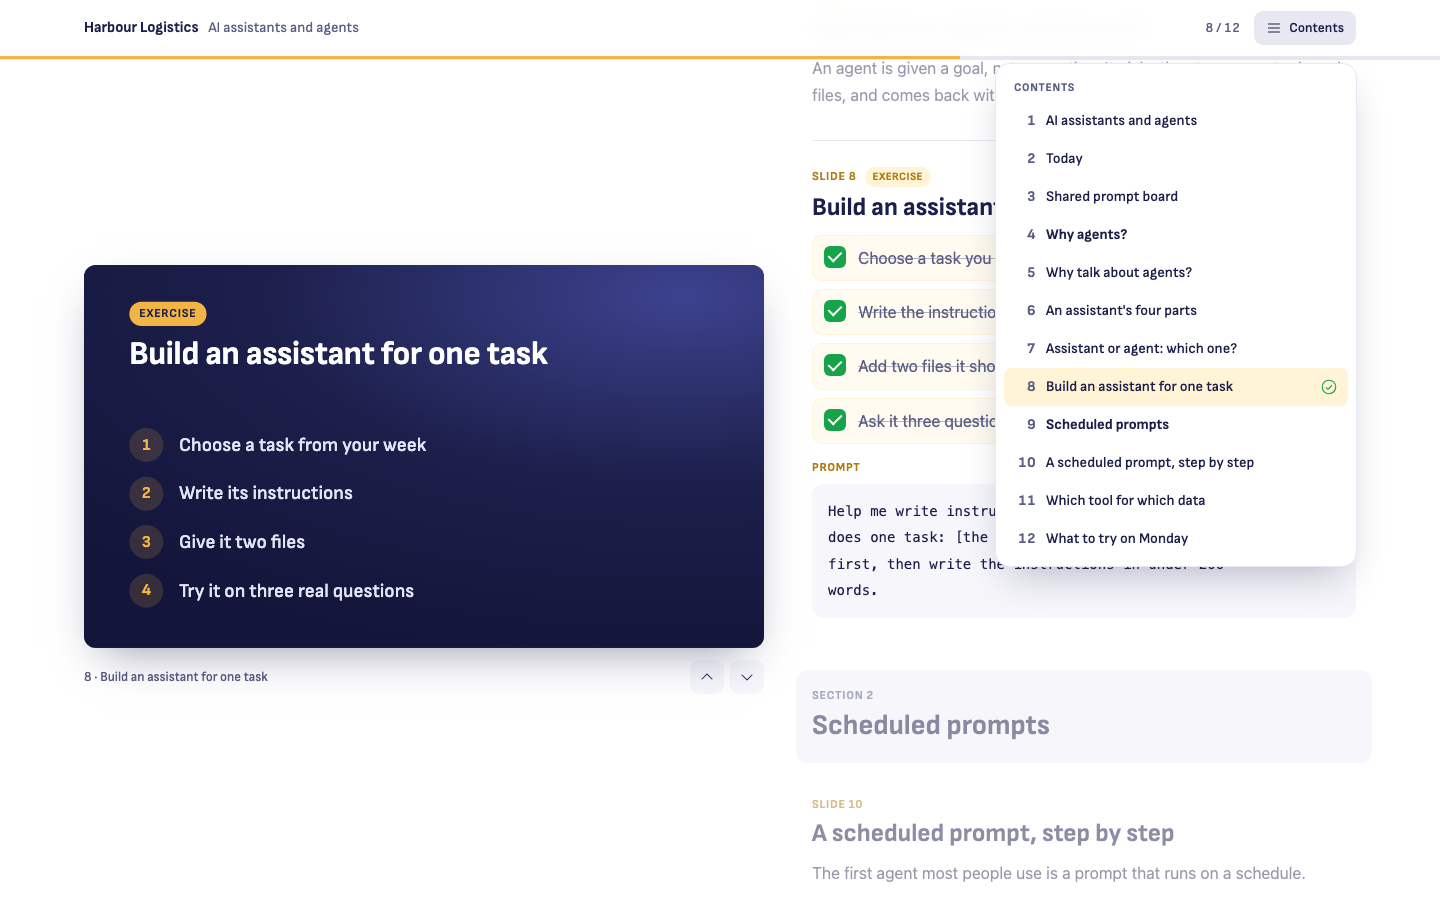 Harbour Logistics AI assistants and agents
8 / 12
Contents
An agent is given a goal,
files, and comes back wit
SLIDE 8 EXERCISE
Build an assistant
Choose a task you
Write the instructio
Add two files it sho
Ask it three questio
PROMPT
Help me write instru
does one task: [the
first, then write the instructions in under 200
words.
CONTENTS
1 AI assistants and agents
2 Today
3 Shared prompt board
4 Why agents?
5 Why talk about agents?
6 An assistant's four parts
7 Assistant or agent: which one?
8 Build an assistant for one task
9 Scheduled prompts
10 A scheduled prompt, step by step
11 Which tool for which data
12 What to try on Monday
EXERCISE
Build an assistant for one task
1 Choose a task from your week
2 Write its instructions
3 Give it two files
4 Try it on three real questions
8 · Build an assistant for one task
SECTION 2
Scheduled prompts
SLIDE 10
A scheduled prompt, step by step
The first agent most people use is a prompt that runs on a schedule.